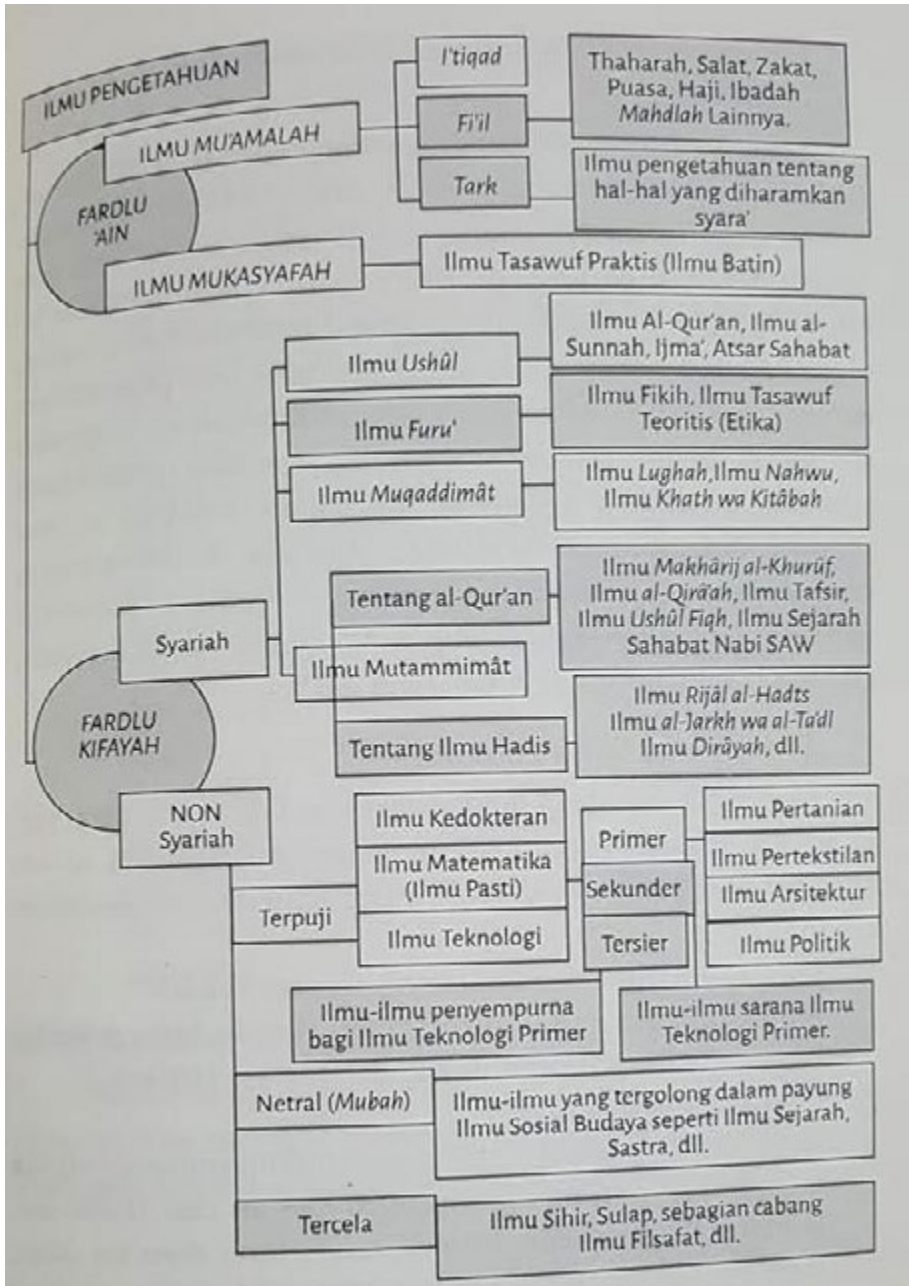 ILMU PENGETAHUAN
ILMU MU'AMALAH
FARDLU
'AIN
ILMU MUKASYAFAH
I'tiqad
Fi'il
Tark
Thaharah, Salat, Zakat,
Puasa, Haji, Ibadah
Mahdlah Lainnya.
Ilmu pengetahuan tentang
hal-hal yang diharamkan
syara'
Ilmu Tasawuf Praktis (Ilmu Batin)
FARDLU
KIFAYAH
Syariah
Ilmu Ushûl
Ilmu Al-Qur'an, Ilmu al-
Sunnah, Ijma', Atsar Sahabat
Ilmu Furu'
Ilmu Fikih, Ilmu Tasawuf
Teoritis (Etika)
Ilmu Muqaddimât
Ilmu Lughah,Ilmu Nahwu,
Ilmu Khath wa Kitâbah
Ilmu Mutammimât
Tentang al-Qur'an
Ilmu Makhârij al-Khurûf,
Ilmu al-Qirâ'ah, Ilmu Tafsir,
Ilmu Ushûl Fiqh, Ilmu Sejarah
Sahabat Nabi SAW
Tentang Ilmu Hadis
Ilmu Rijâl al-Hadts
Ilmu al-Jarkh wa al-Ta'dl
Ilmu Dirâyah, dll.
NON
Syariah
Terpuji
Ilmu Kedokteran
Ilmu Matematika
(Ilmu Pasti)
Ilmu Teknologi
Primer
Sekunder
Tersier
Ilmu Pertanian
Ilmu Pertekstilan
Ilmu Arsitektur
Ilmu Politik
Ilmu-ilmu penyempurna
bagi Ilmu Teknologi Primer
Ilmu-ilmu sarana Ilmu
Teknologi Primer.
Netral (Mubah)
Ilmu-ilmu yang tergolong dalam payung
Ilmu Sosial Budaya seperti Ilmu Sejarah,
Sastra, dll.
Tercela
Ilmu Sihir, Sulap, sebagian cabang
Ilmu Filsafat, dll.